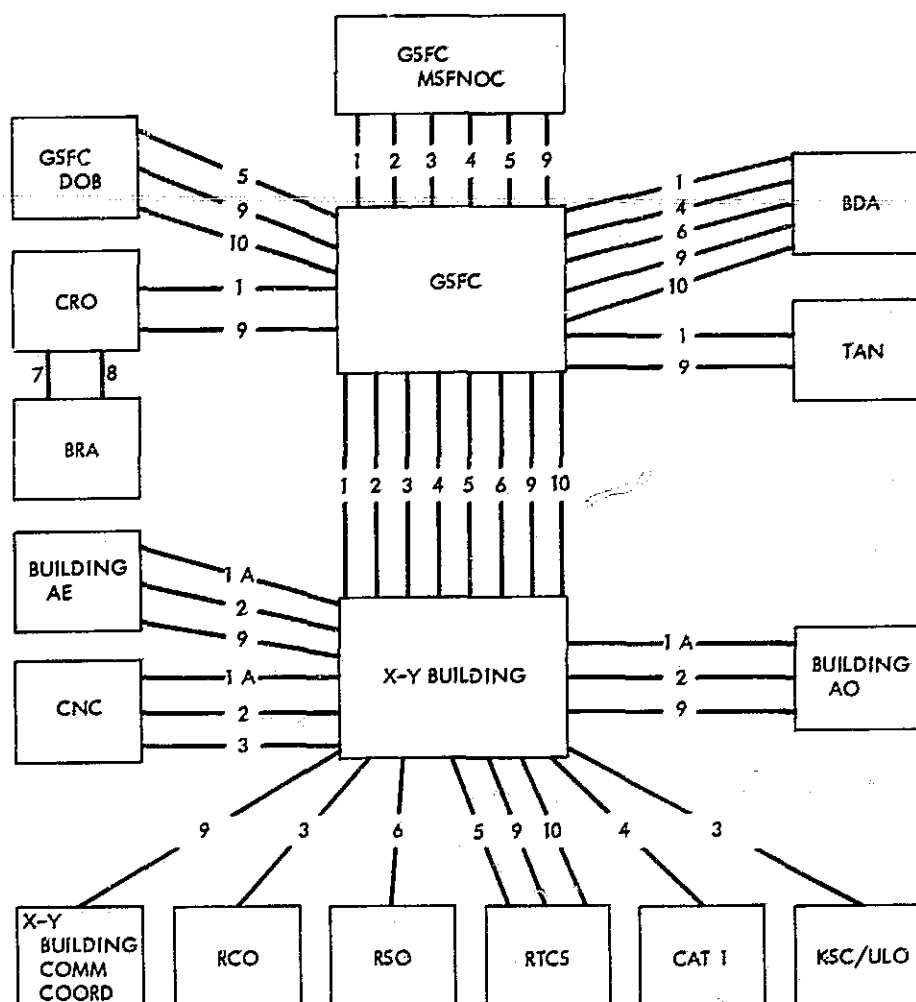 GSFC
MSFNOC
GSFC
DOB
1 2 3 4 5 9
BDA
5
9
10
1
4
6
9
10
GSFC
CRO
1
9
TAN
1
9
7 8
BRA
1 2 3 4 5 6 9 10
BUILDING
AE
1 A
2
9
X-Y BUILDING
1 A
2
9
BUILDING
AO
CNC
1 A
2
3
9 3 6 5 9 10 4 3
X-Y
BUILDING
COMM
COORD
RCO
RSO
RTCS
CAT 1
KSC/ULO